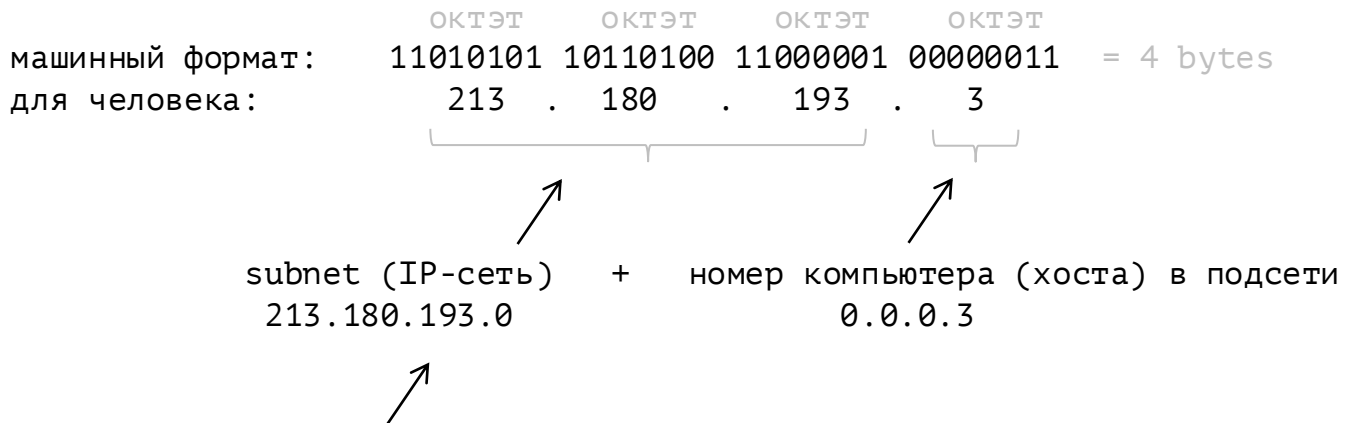 октэт октэт октэт октэт
машинный формат: 11010101 10110100 11000001 00000011 = 4 bytes
для человека: 213 . 180 . 193 . 3
subnet (IP-сеть) + номер компьютера (хоста) в подсети
213.180.193.0 0.0.0.3